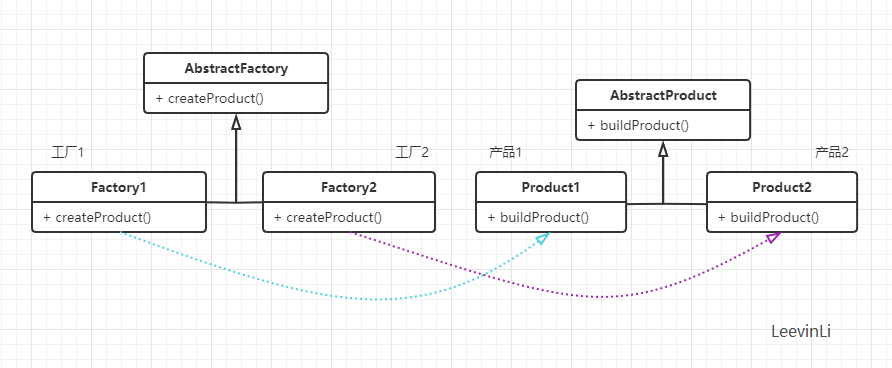 AbstractFactory
+ createProduct()
AbstractProduct
+ buildProduct()
工厂1
工厂2
产品1
产品2
Factory1
+ createProduct()
Factory2
+ createProduct()
Product1
+ buildProduct()
Product2
+ buildProduct()
LeevinLi